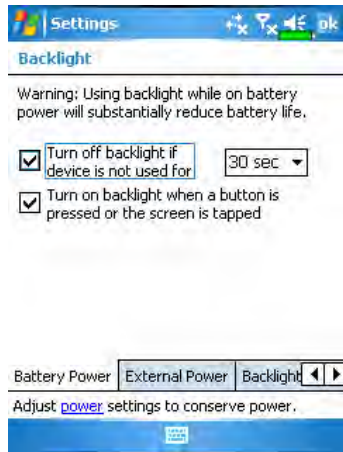 Settings
ok
Backlight
Warning: Using backlight while on battery
power will substantially reduce battery life.
Turn off backlight if
device is not used for
30 sec
Turn on backlight when a button is
pressed or the screen is tapped
Battery Power
External Power
Backlight
Adjust power settings to conserve power.